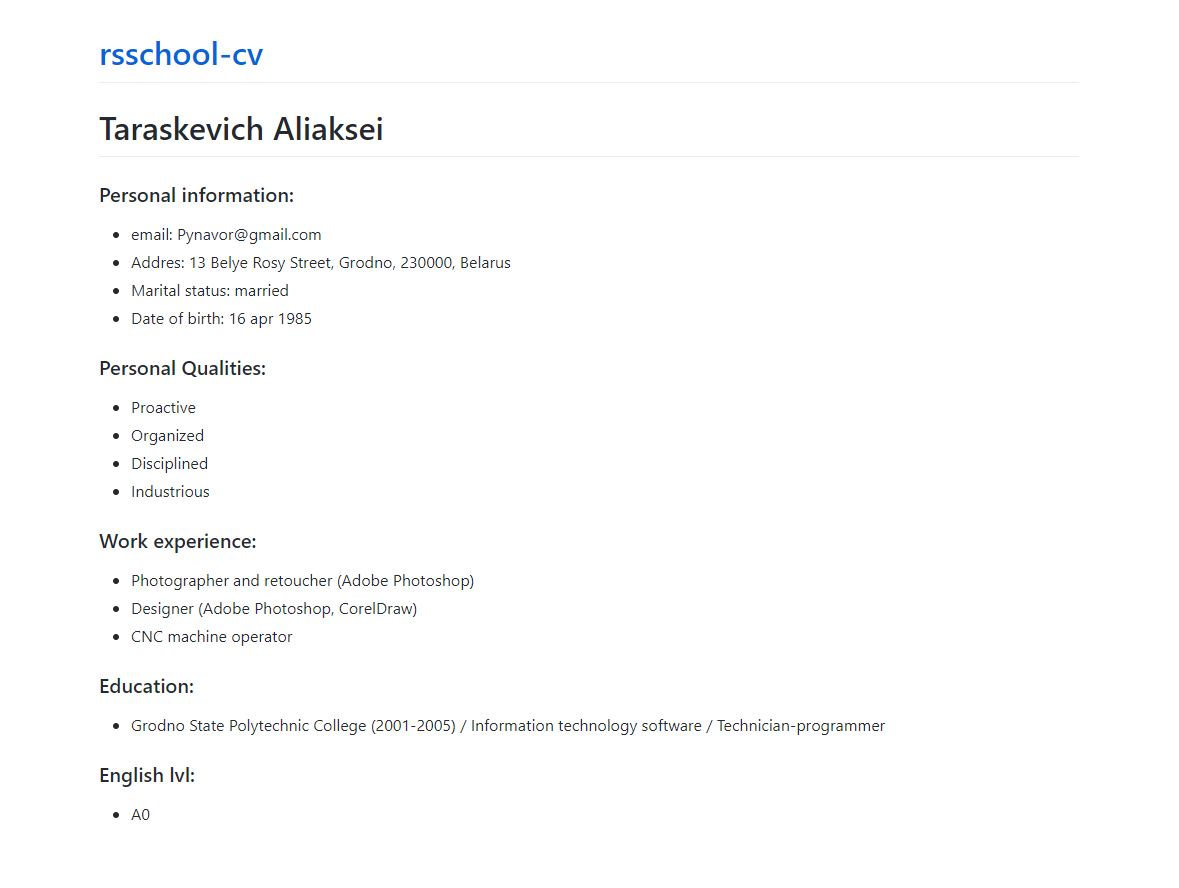 rsschool-cv
Taraskevich Aliaksei
Personal information:
email: Pynavor@gmail.com
Addres: 13 Belye Rosy Street, Grodno, 230000, Belarus
Marital status: married
Date of birth: 16 apr 1985
Personal Qualities:
Proactive
Organized
Disciplined
Industrious
Work experience:
Photographer and retoucher (Adobe Photoshop)
Designer (Adobe Photoshop, CorelDraw)
CNC machine operator
Education:
Grodno State Polytechnic College (2001-2005) / Information technology software / Technician-programmer
English lvl:
A0